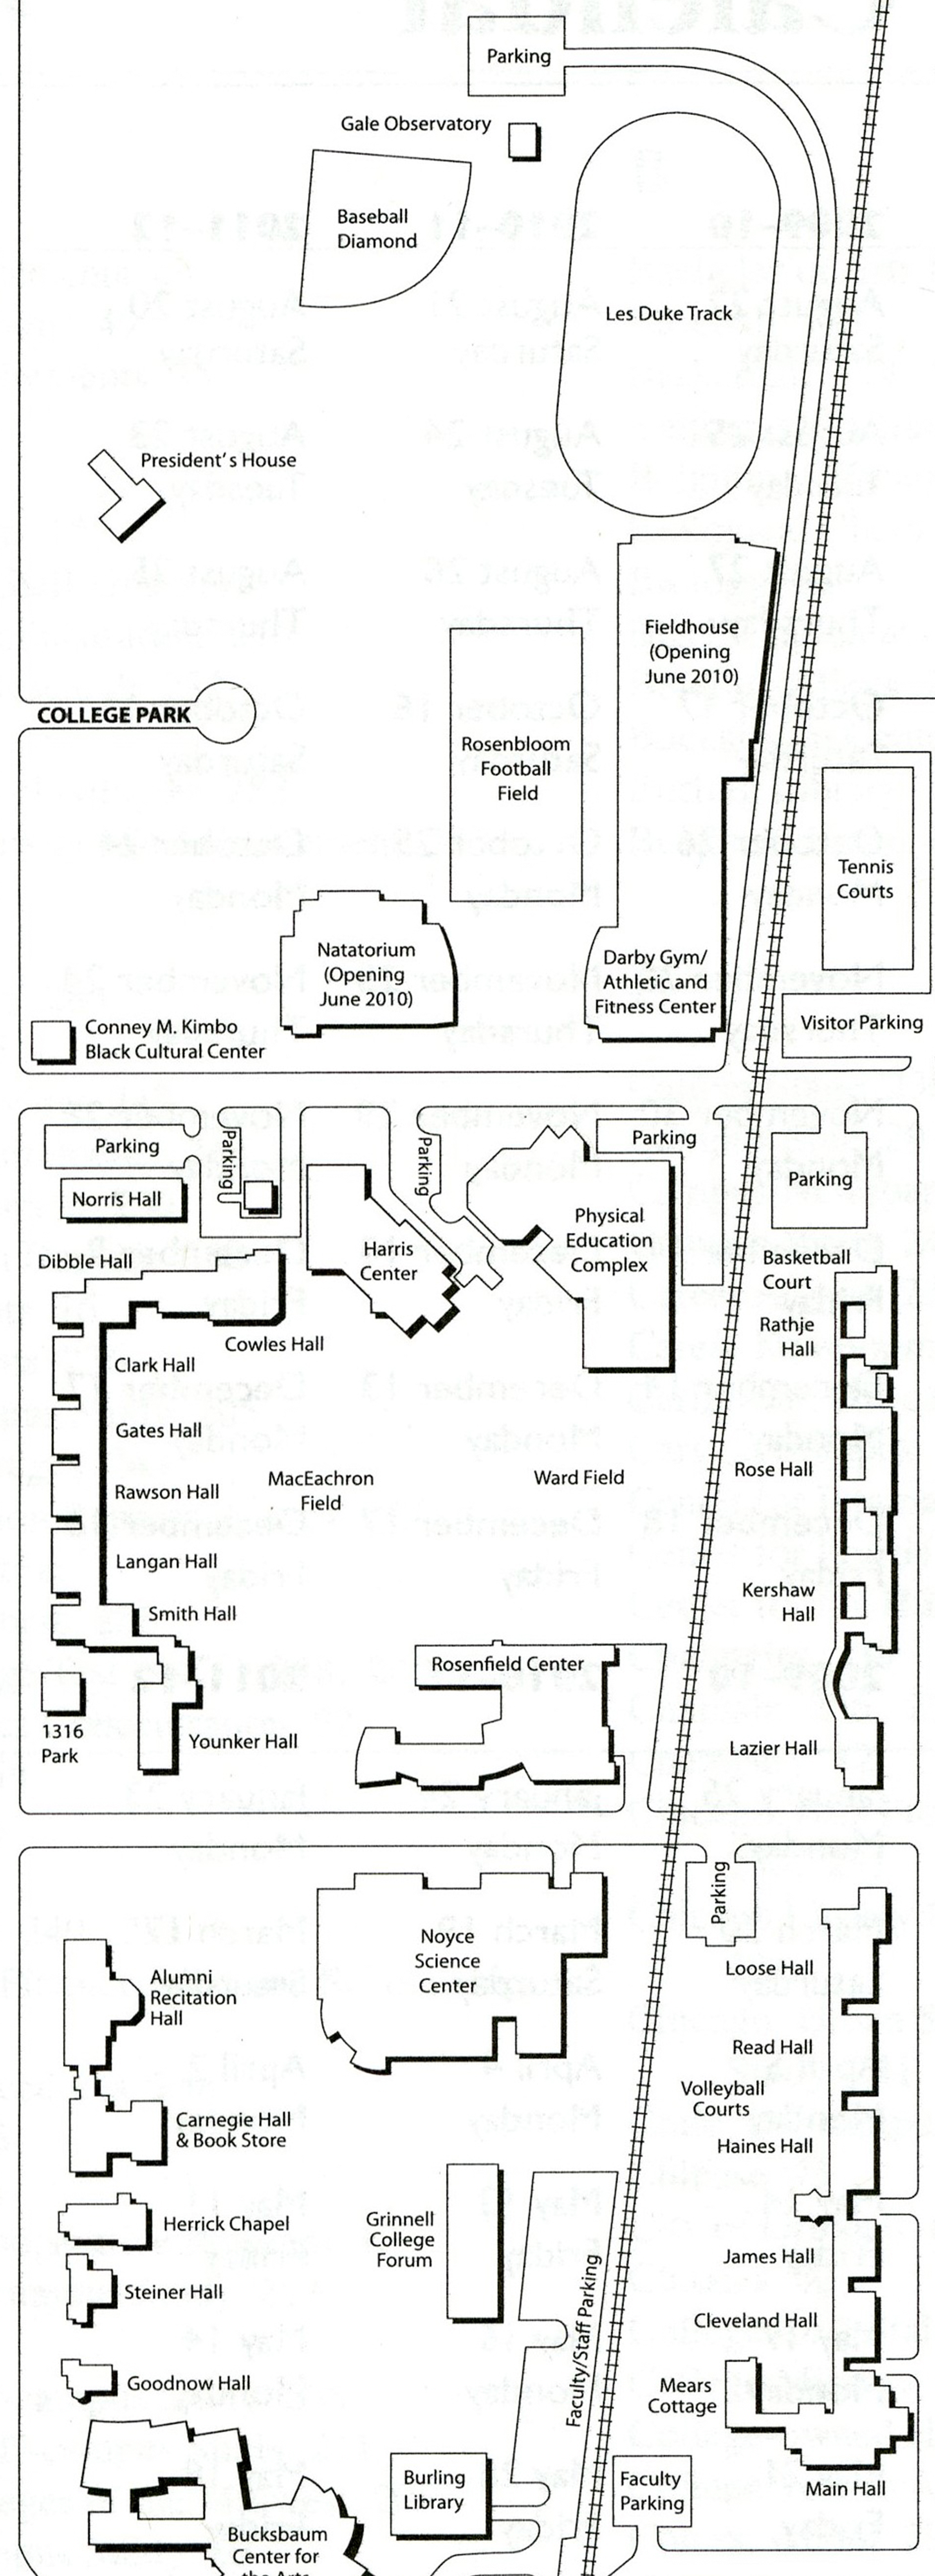 Parking
Gale Observatory
Baseball
Diamond
Les Duke Track
President's House
Fieldhouse
(Opening
June 2010)
COLLEGE PARK
Rosenbloom
Football
Field
Tennis
Courts
Natatorium
(Opening
June 2010)
Darby Gym/
Athletic and
Fitness Center
Conney M. Kimbo
Black Cultural Center
Visitor Parking
Parking
Parking
Parking
Parking
Parking
Norris Hall
Physical
Education
Complex
Harris
Center
Dibble Hall
Basketball
Court
Rathje
Hall
Cowles Hall
Clark Hall
Gates Hall
Rose Hall
MacEachron
Field
Ward Field
Rawson Hall
Langan Hall
Kershaw
Hall
Smith Hall
Rosenfield Center
1316
Park
Younker Hall
Lazier Hall
Parking
Noyce
Science
Center
Loose Hall
Alumni
Recitation
Hall
Read Hall
Volleyball
Courts
Carnegie Hall
& Book Store
Haines Hall
Herrick Chapel
Grinnell
College
Forum
James Hall
Steiner Hall
Cleveland Hall
Faculty/Staff Parking
Goodnow Hall
Mears
Cottage
Burling
Library
Faculty
Parking
Main Hall
Bucksbaum
Center for
the Arts